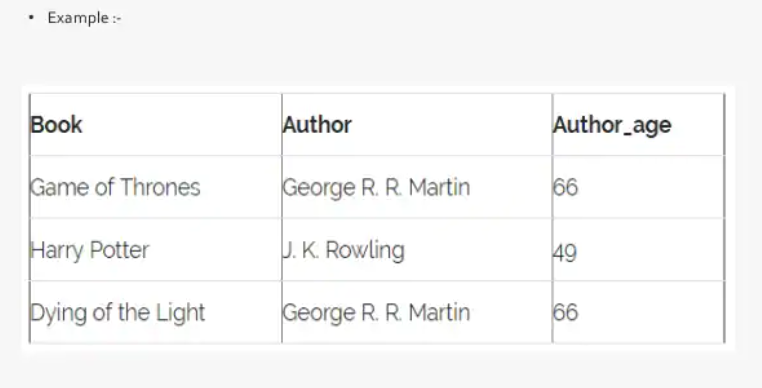 • Example :-
Book Author Author_age
Game of Thrones George R. R. Martin 66
Harry Potter J. K. Rowling 49
Dying of the Light George R. R. Martin 66